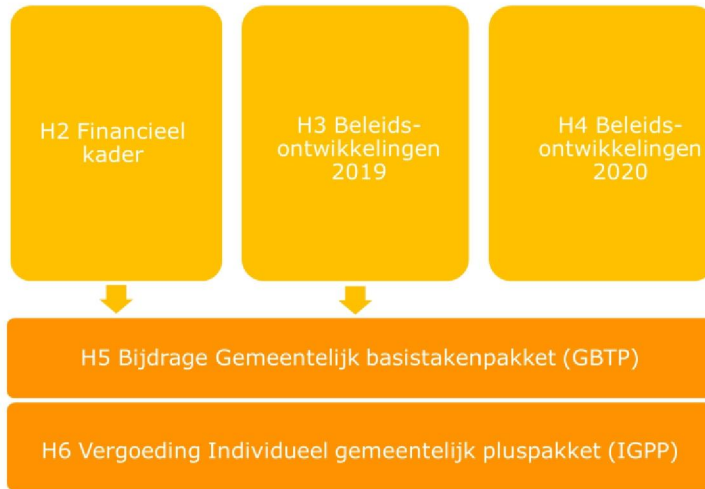 H2 Financieel
kader
H3 Beleids-
ontwikkelingen
2019
H4 Beleids-
ontwikkelingen
2020
H5 Bijdrage Gemeentelijk basistakenpakket (GBTP)
H6 Vergoeding Individueel gemeentelijk pluspakket (IGPP)